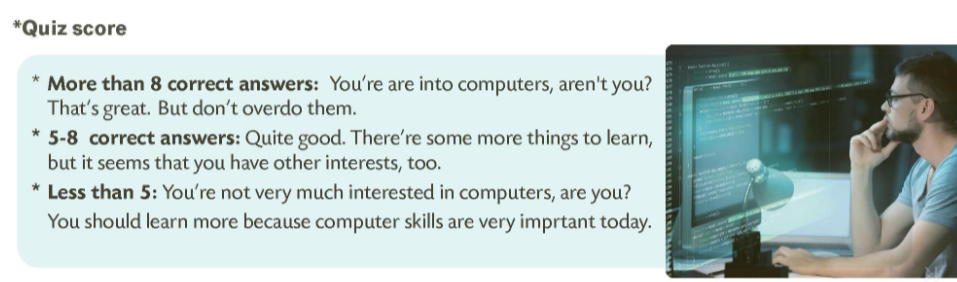 *Quiz score
* More than 8 correct answers: You're are into computers, aren't you?
That's great. But don't overdo them.
* 5-8 correct answers: Quite good. There're some more things to learn,
but it seems that you have other interests, too.
* Less than 5: You're not very much interested in computers, are you?
You should learn more because computer skills are very imprtant today.